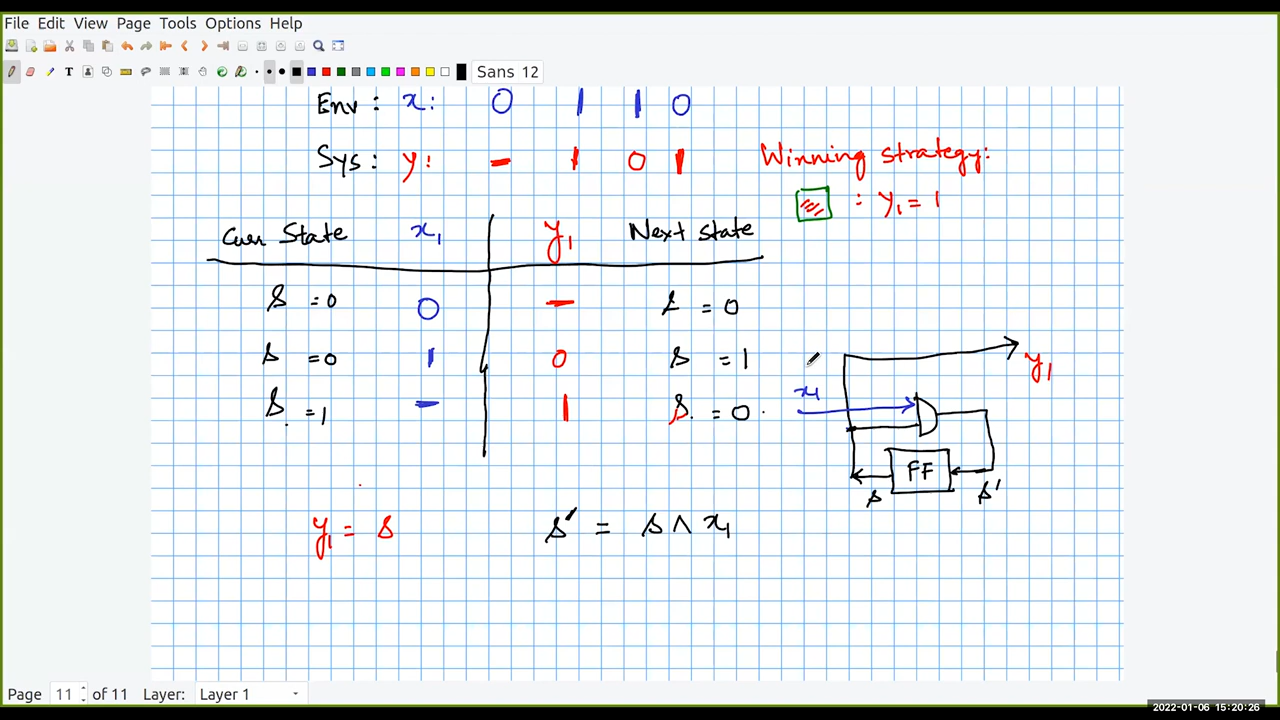 File Edit View Page Tools Options Help
Sans 12
Env : x: 0 1 1 0
Sys: y: - 1 0 1
Winning strategy:
: y1 = 1
Curr State x1 y1 Next state
s = 0 0 - s = 0
s = 0 1 0 s = 1
s = 1 - 1 s = 0
y1
x1
FF
s s'
y1 = s s' = s ∧ x1
Page 11 of 11 Layer: Layer 1
2022-01-06 15:20:26